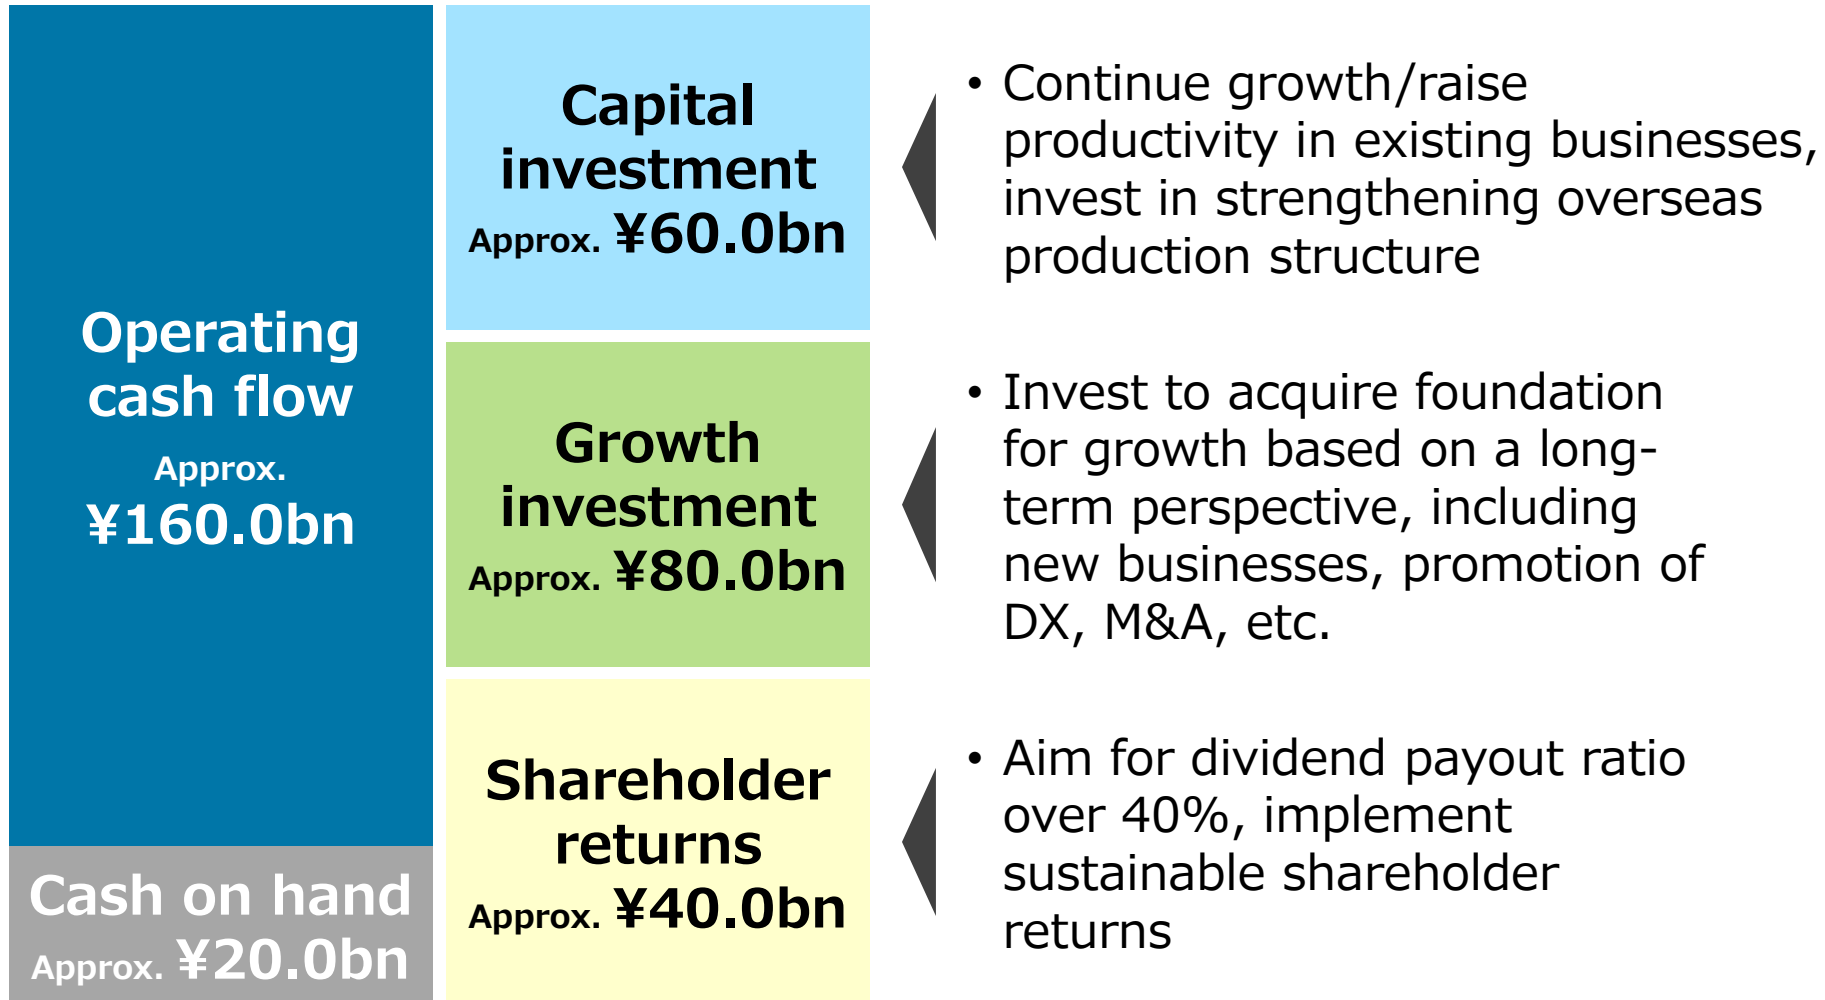 Operating
cash flow
Approx.
¥160.0bn
Cash on hand
Approx. ¥20.0bn
Capital
investment
Approx. ¥60.0bn
Growth
investment
Approx. ¥80.0bn
Shareholder
returns
Approx. ¥40.0bn
• Continue growth/raise
productivity in existing businesses,
invest in strengthening overseas
production structure
• Invest to acquire foundation
for growth based on a long-
term perspective, including
new businesses, promotion of
DX, M&A, etc.
• Aim for dividend payout ratio
over 40%, implement
sustainable shareholder
returns